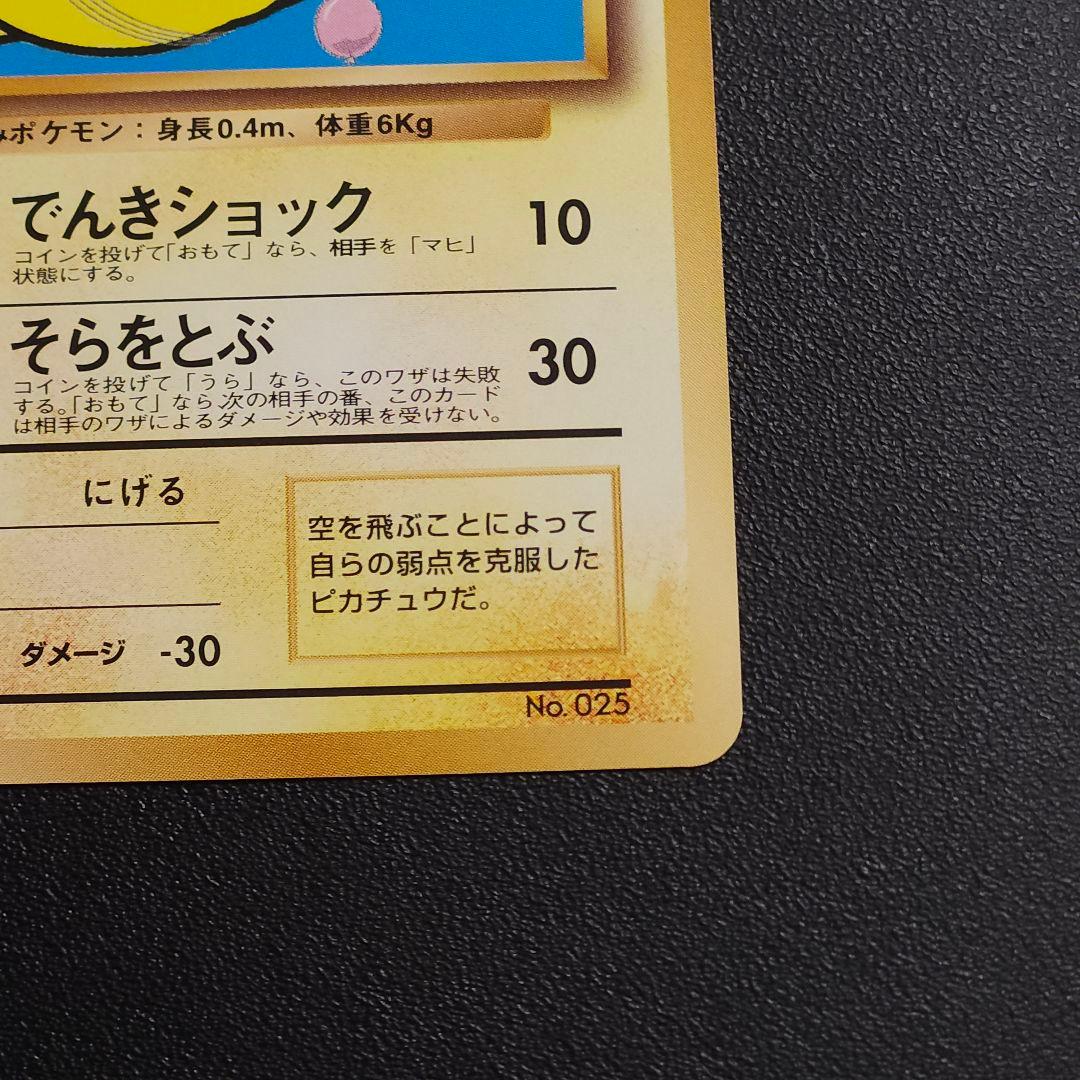 みポケモン：身長0.4m、体重6Kg
でんきショック 10
コインを投げて「おもて」なら、相手を「マヒ」
状態にする。
そらをとぶ 30
コインを投げて「うら」なら、このワザは失敗
する。「おもて」なら、次の相手の番、このカード
は相手のワザによるダメージや効果を受けない。
にげる
空を飛ぶことによって
自らの弱点を克服した
ピカチュウだ。
ダメージ -30
No. 025